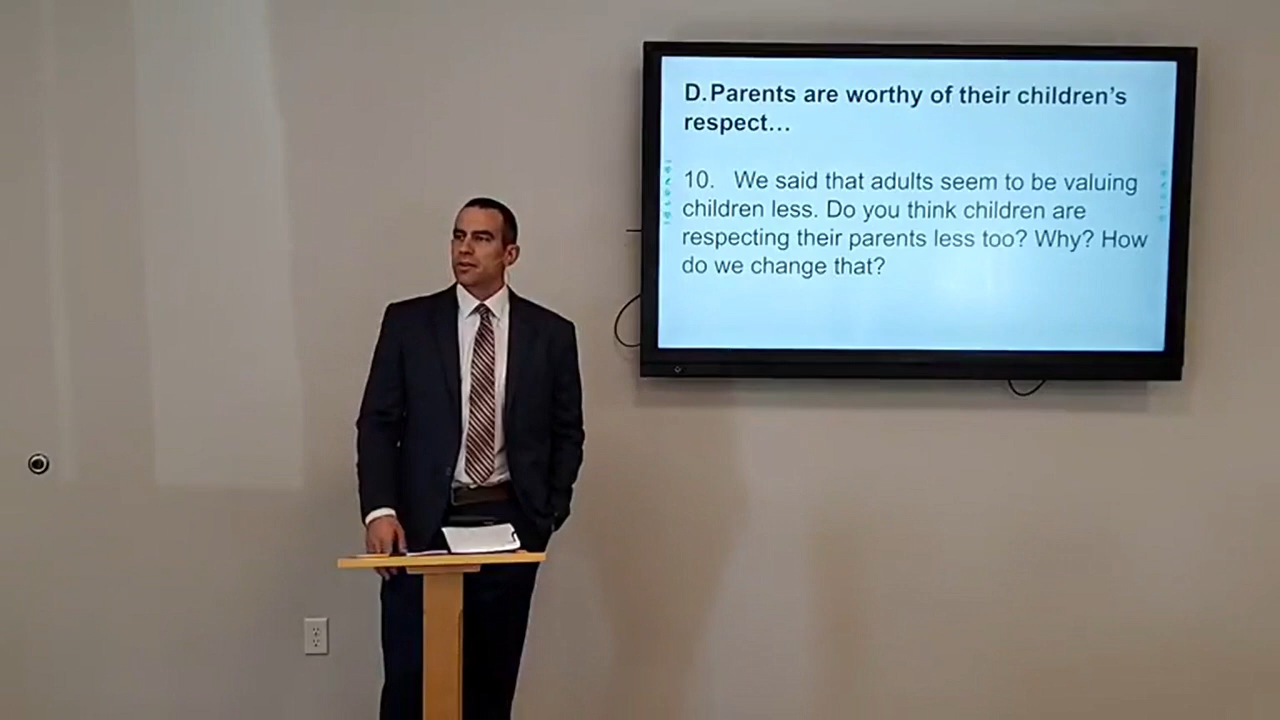 D.Parents are worthy of their children’s
respect…
10. We said that adults seem to be valuing
children less. Do you think children are
respecting their parents less too? Why? How
do we change that?